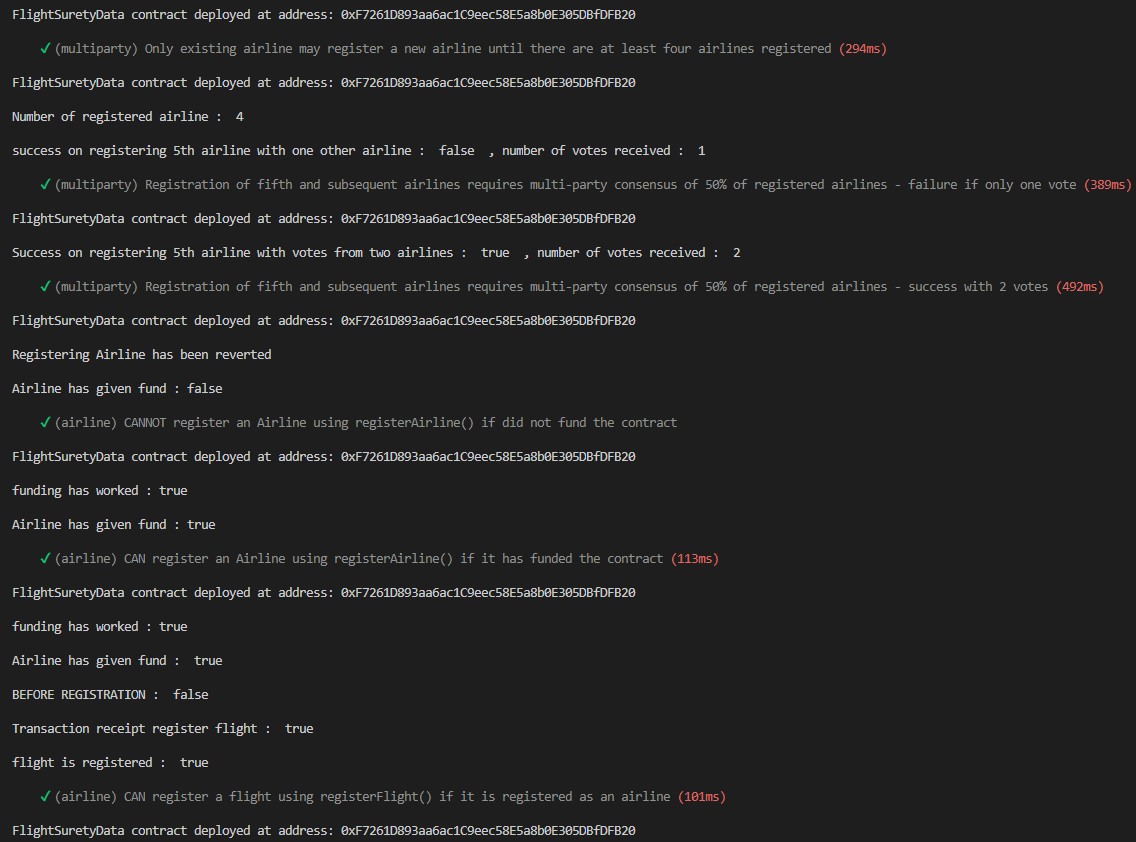 FlightSuretyData contract deployed at address: 0xF7261D893aa6ac1C9eec58E5a8b0E305DBfDFB20
✓ (multiparty) Only existing airline may register a new airline until there are at least four airlines registered (294ms)
FlightSuretyData contract deployed at address: 0xF7261D893aa6ac1C9eec58E5a8b0E305DBfDFB20
Number of registered airline :  4
success on registering 5th airline with one other airline :  false  , number of votes received :  1
✓ (multiparty) Registration of fifth and subsequent airlines requires multi-party consensus of 50% of registered airlines - failure if only one vote (389ms)
FlightSuretyData contract deployed at address: 0xF7261D893aa6ac1C9eec58E5a8b0E305DBfDFB20
Success on registering 5th airline with votes from two airlines :  true  , number of votes received :  2
✓ (multiparty) Registration of fifth and subsequent airlines requires multi-party consensus of 50% of registered airlines - success with 2 votes (492ms)
FlightSuretyData contract deployed at address: 0xF7261D893aa6ac1C9eec58E5a8b0E305DBfDFB20
Registering Airline has been reverted
Airline has given fund : false
✓ (airline) CANNOT register an Airline using registerAirline() if did not fund the contract
FlightSuretyData contract deployed at address: 0xF7261D893aa6ac1C9eec58E5a8b0E305DBfDFB20
funding has worked : true
Airline has given fund : true
✓ (airline) CAN register an Airline using registerAirline() if it has funded the contract (113ms)
FlightSuretyData contract deployed at address: 0xF7261D893aa6ac1C9eec58E5a8b0E305DBfDFB20
funding has worked : true
Airline has given fund :  true
BEFORE REGISTRATION :  false
Transaction receipt register flight :  true
flight is registered :  true
✓ (airline) CAN register a flight using registerFlight() if it is registered as an airline (101ms)
FlightSuretyData contract deployed at address: 0xF7261D893aa6ac1C9eec58E5a8b0E305DBfDFB20